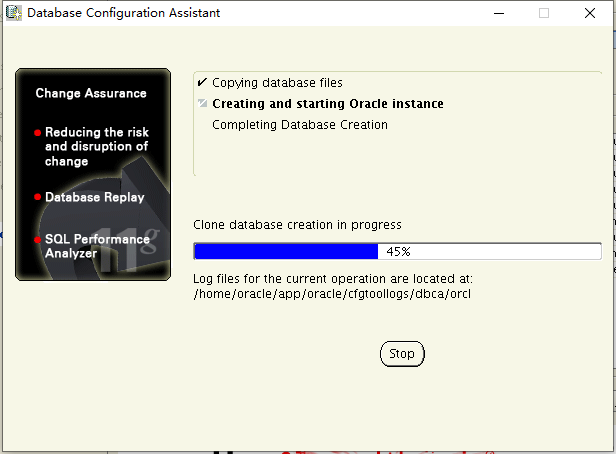 Database Configuration Assistant
Change Assurance
Reducing the risk
and disruption of
change
Database Replay
SQL Performance
Analyzer
11g
Copying database files
Creating and starting Oracle instance
Completing Database Creation
Clone database creation in progress
45%
Log files for the current operation are located at:
/home/oracle/app/oracle/cfgtoollogs/dbca/orcl
Stop